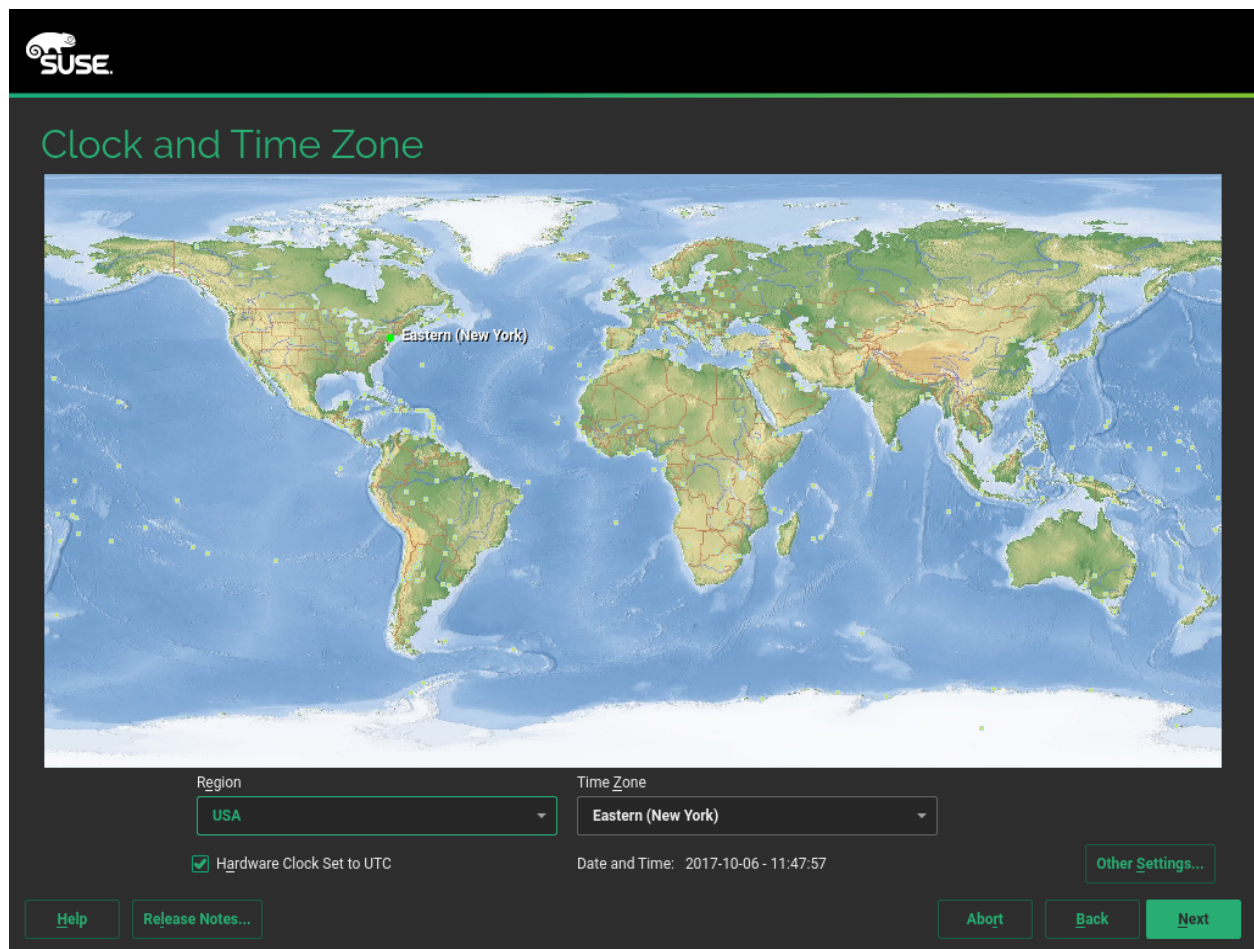 SUSE.
Clock and Time Zone
Eastern (New York)
Region
Time Zone
USA
Eastern (New York)
Hardware Clock Set to UTC
Date and Time: 2017-10-06 - 11:47:57
Other Settings...
Help
Release Notes...
Abort
Back
Next